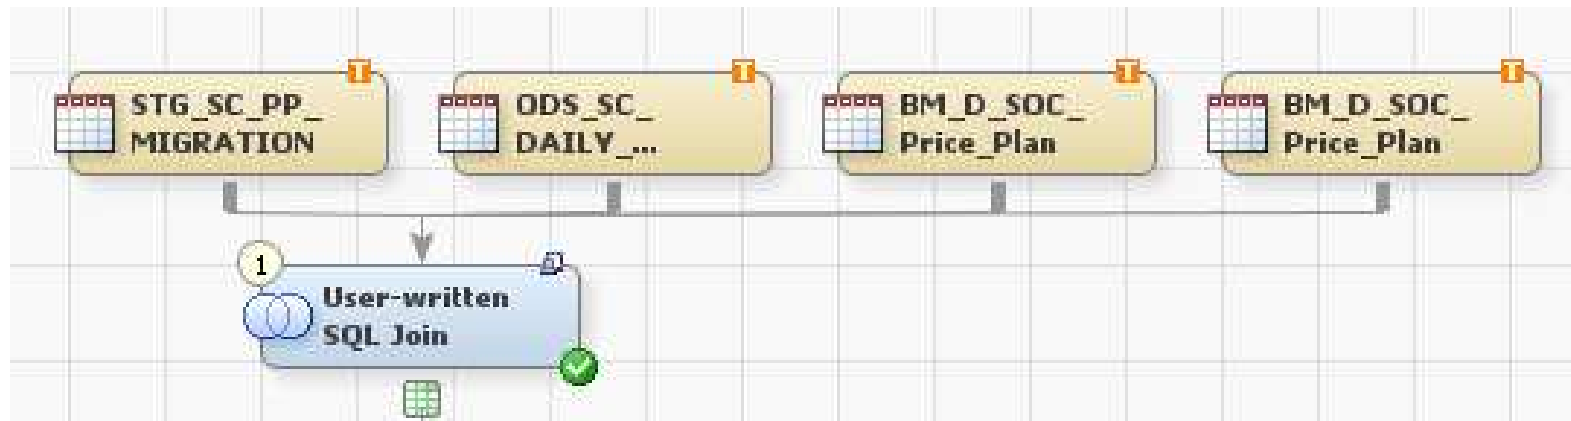 T
T
T
T
STG_SC_PP_
MIGRATION
ODS_SC_
DAILY_...
BM_D_SOC_
Price_Plan
BM_D_SOC_
Price_Plan
1
User-written
SQL Join